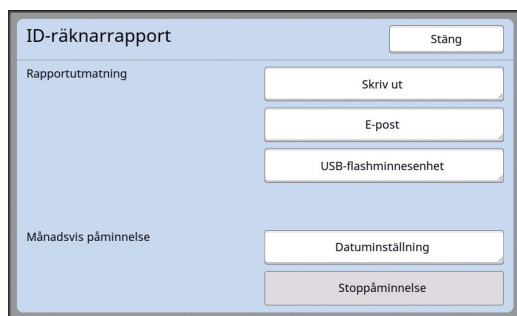 ID-räknarrapport
Stäng
Rapportutmatning
Skriv ut
E-post
USB-flashminnesenhet
Månadsvis påminnelse
Datuminställning
Stoppåminnelse